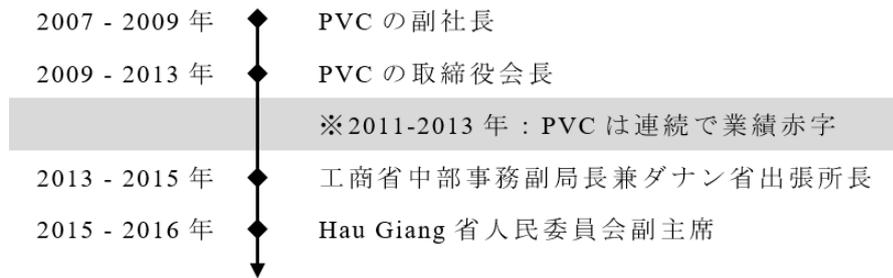 2007 - 2009 年 PVC の副社長
2009 - 2013 年 PVC の取締役会長
※2011-2013 年：PVC は連続で業績赤字
2013 - 2015 年 工商省中部事務副局長兼ダナン省出張所長
2015 - 2016 年 Hau Giang 省人民委員会副主席